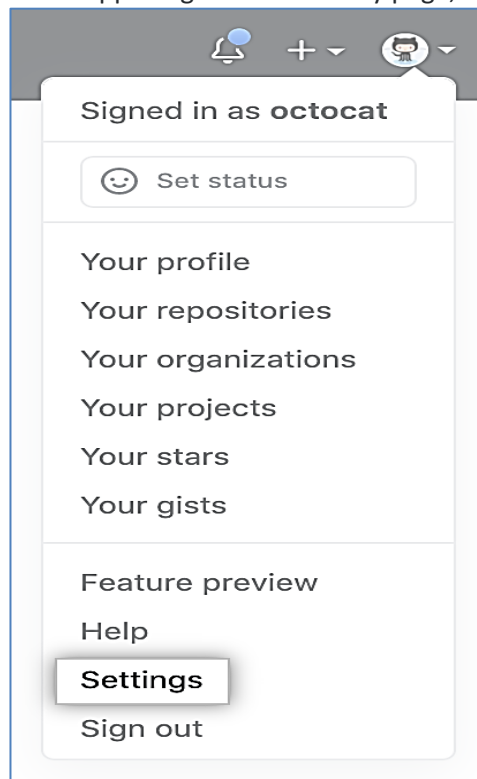 page,
Signed in as octocat
Set status
Your profile
Your repositories
Your organizations
Your projects
Your stars
Your gists
Feature preview
Help
Settings
Sign out